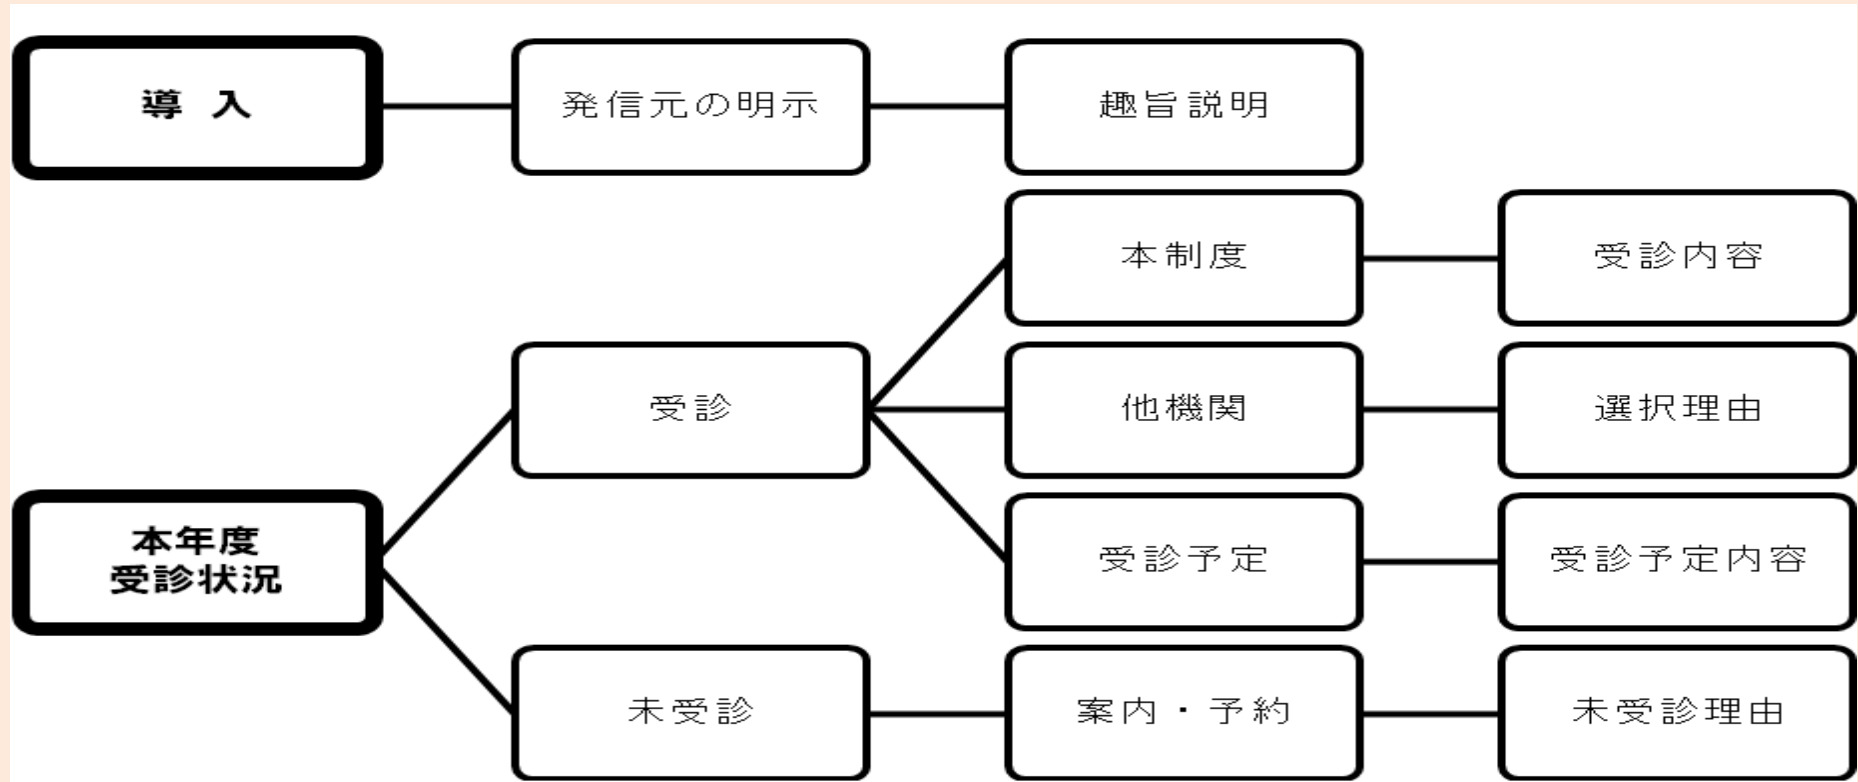 導 入
発信元の明示
趣旨説明
本制度
受診内容
受診
他機関
選択理由
本年度
受診状況
受診予定
受診予定内容
未受診
案内・予約
未受診理由